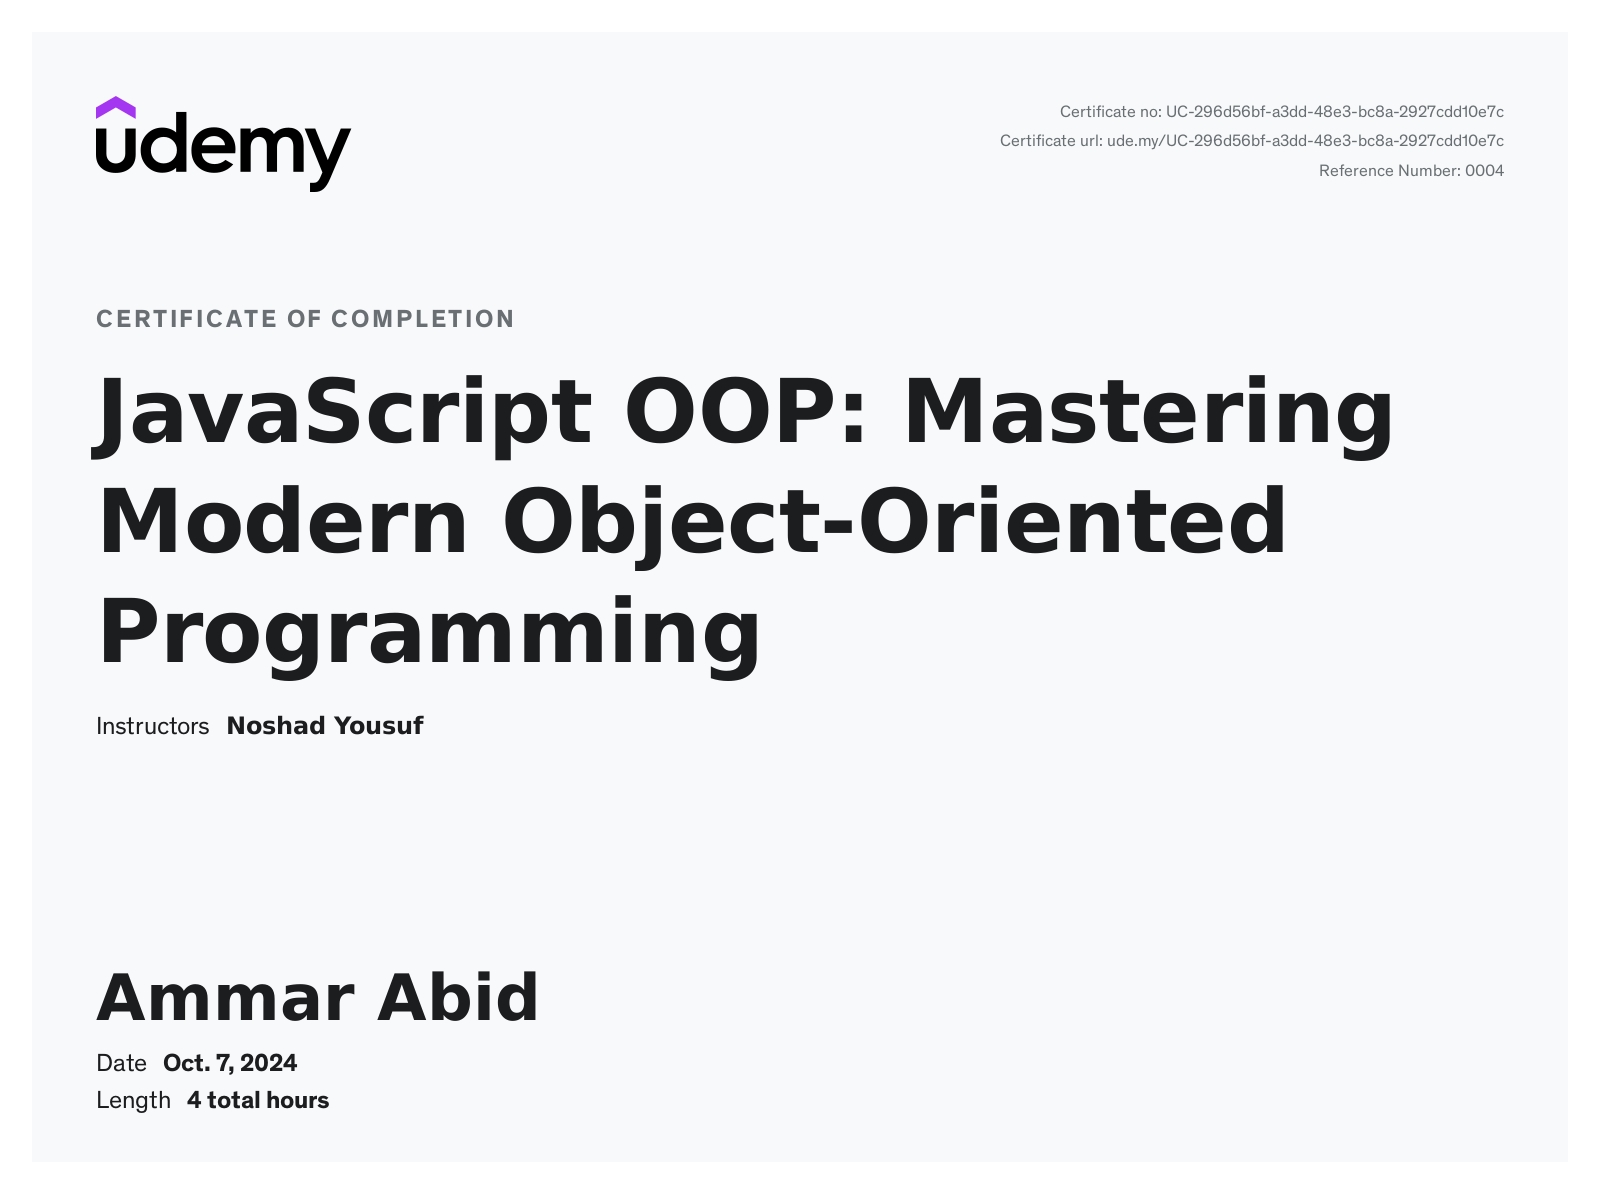 udemy
Certificate no: UC-296d56bf-a3dd-48e3-bc8a-2927cdd10e7c
Certificate url: ude.my/UC-296d56bf-a3dd-48e3-bc8a-2927cdd10e7c
Reference Number: 0004
CERTIFICATE OF COMPLETION
JavaScript OOP: Mastering
Modern Object-Oriented
Programming
Instructors Noshad Yousuf
Ammar Abid
Date Oct. 7, 2024
Length 4 total hours